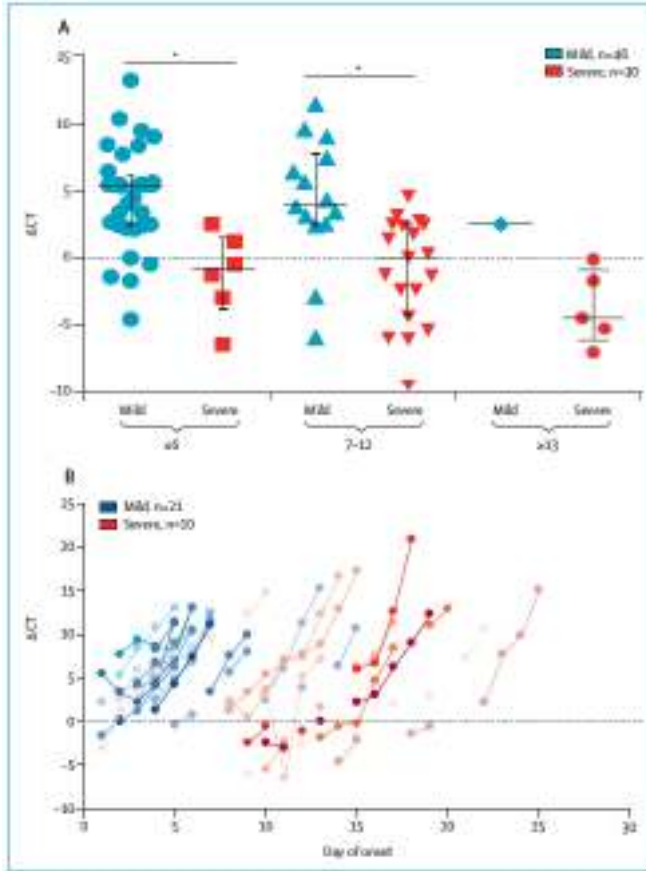 A
15
10
5
0
-5
-10
ΔCT
Mild, n=46
Severe, n=30
Mild
Severe
Mild
Severe
Mild
Severe
7–12
B
25
20
15
10
5
0
-5
-10
ΔCT
Mild, n=21
Severe, n=10
0
5
10
15
20
25
30
Day of onset